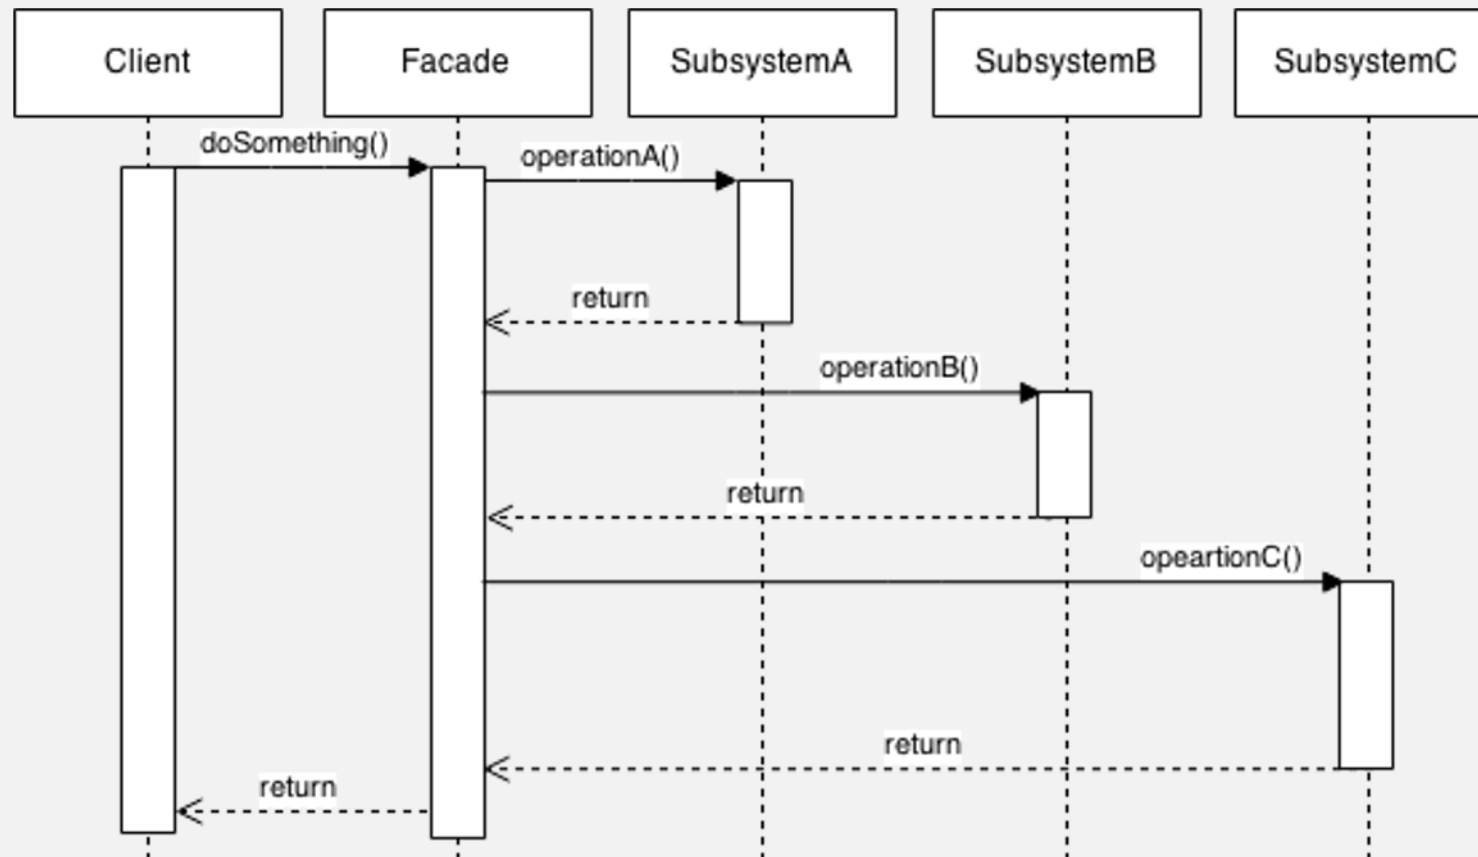 Client
Facade
SubsystemA
SubsystemB
SubsystemC
doSomething()
operationA()
return
operationB()
return
opeartionC()
return
return